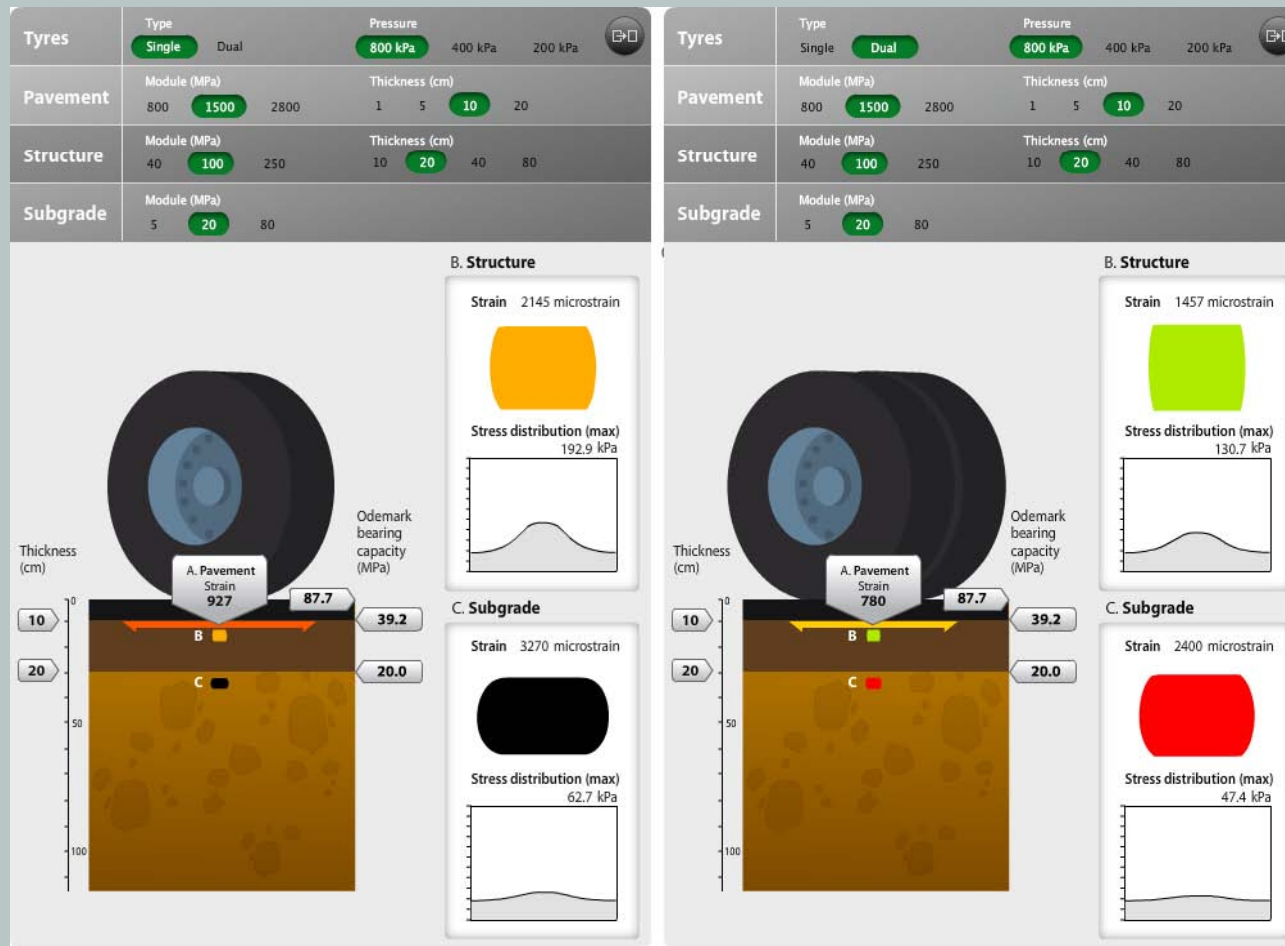 Tyres
Type
Single Dual
Pressure
800 kPa 400 kPa 200 kPa
Pavement
Module (MPa)
800 1500 2800
Thickness (cm)
1 5 10 20
Structure
Module (MPa)
40 100 250
Thickness (cm)
10 20 40 80
Subgrade
Module (MPa)
5 20 80
B. Structure
Strain 2145 microstrain
Stress distribution (max)
192.9 kPa
Odemark
bearing
capacity
(MPa)
Thickness
(cm)
A. Pavement
Strain
927
87.7
0
10
39.2
B
20
20.0
C
50
100
C. Subgrade
Strain 3270 microstrain
Stress distribution (max)
62.7 kPa
Tyres
Type
Single Dual
Pressure
800 kPa 400 kPa 200 kPa
Pavement
Module (MPa)
800 1500 2800
Thickness (cm)
1 5 10 20
Structure
Module (MPa)
40 100 250
Thickness (cm)
10 20 40 80
Subgrade
Module (MPa)
5 20 80
B. Structure
Strain 1457 microstrain
Stress distribution (max)
130.7 kPa
Odemark
bearing
capacity
(MPa)
Thickness
(cm)
A. Pavement
Strain
780
87.7
0
10
39.2
B
20
20.0
C
50
100
C. Subgrade
Strain 2400 microstrain
Stress distribution (max)
47.4 kPa